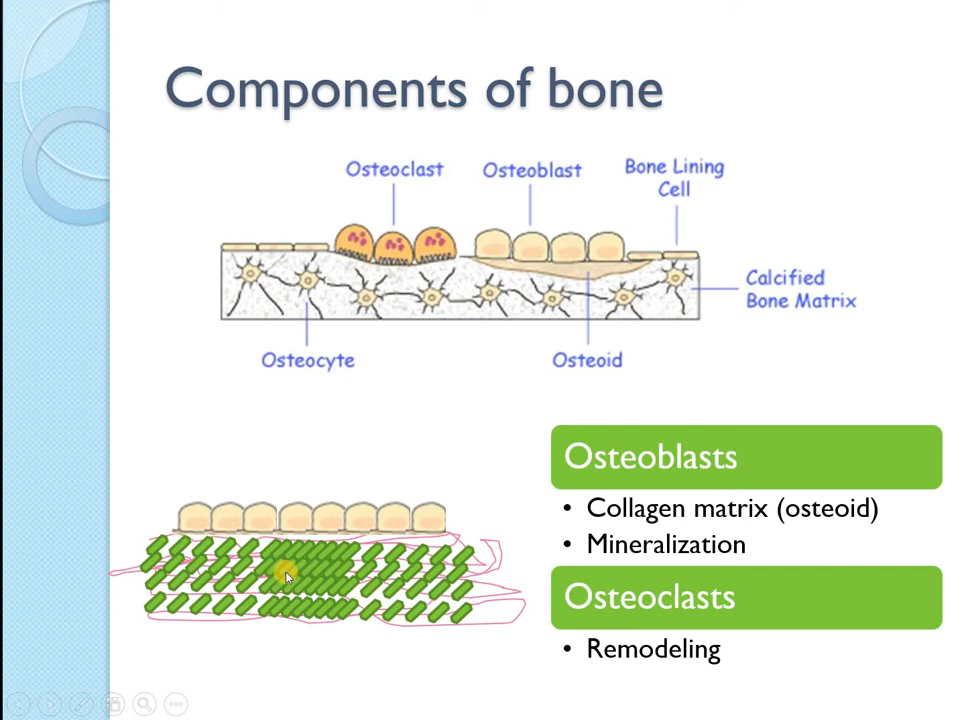 Components of bone
Osteoclast
Osteoblast
Bone Lining
Cell
Calcified
Bone Matrix
Osteocyte
Osteoid
Osteoblasts
• Collagen matrix (osteoid)
• Mineralization
Osteoclasts
• Remodeling